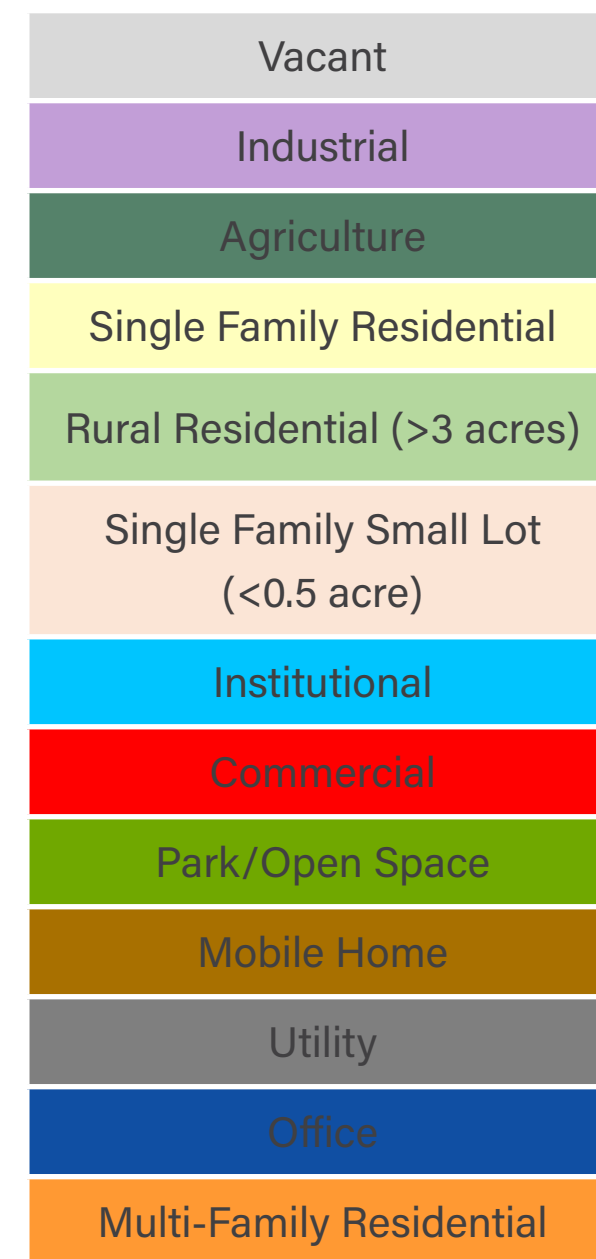 Vacant
Industrial
Agriculture
Single Family Residential
Rural Residential (>3 acres)
Single Family Small Lot
(<0.5 acre)
Institutional
Commercial
Park/Open Space
Mobile Home
Utility
Office
Multi-Family Residential